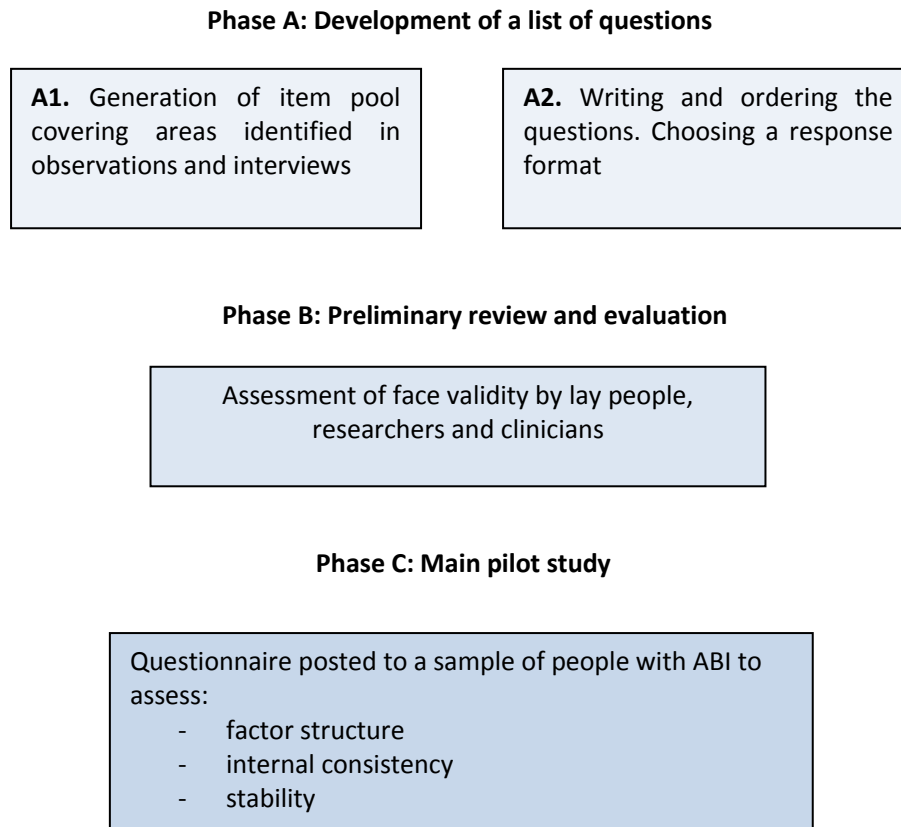 Phase A: Development of a list of questions
A1. Generation of item pool
covering areas identified in
observations and interviews
A2. Writing and ordering the
questions. Choosing a response
format
Phase B: Preliminary review and evaluation
Assessment of face validity by lay people,
researchers and clinicians
Phase C: Main pilot study
Questionnaire posted to a sample of people with ABI to
assess:
- factor structure
- internal consistency
- stability